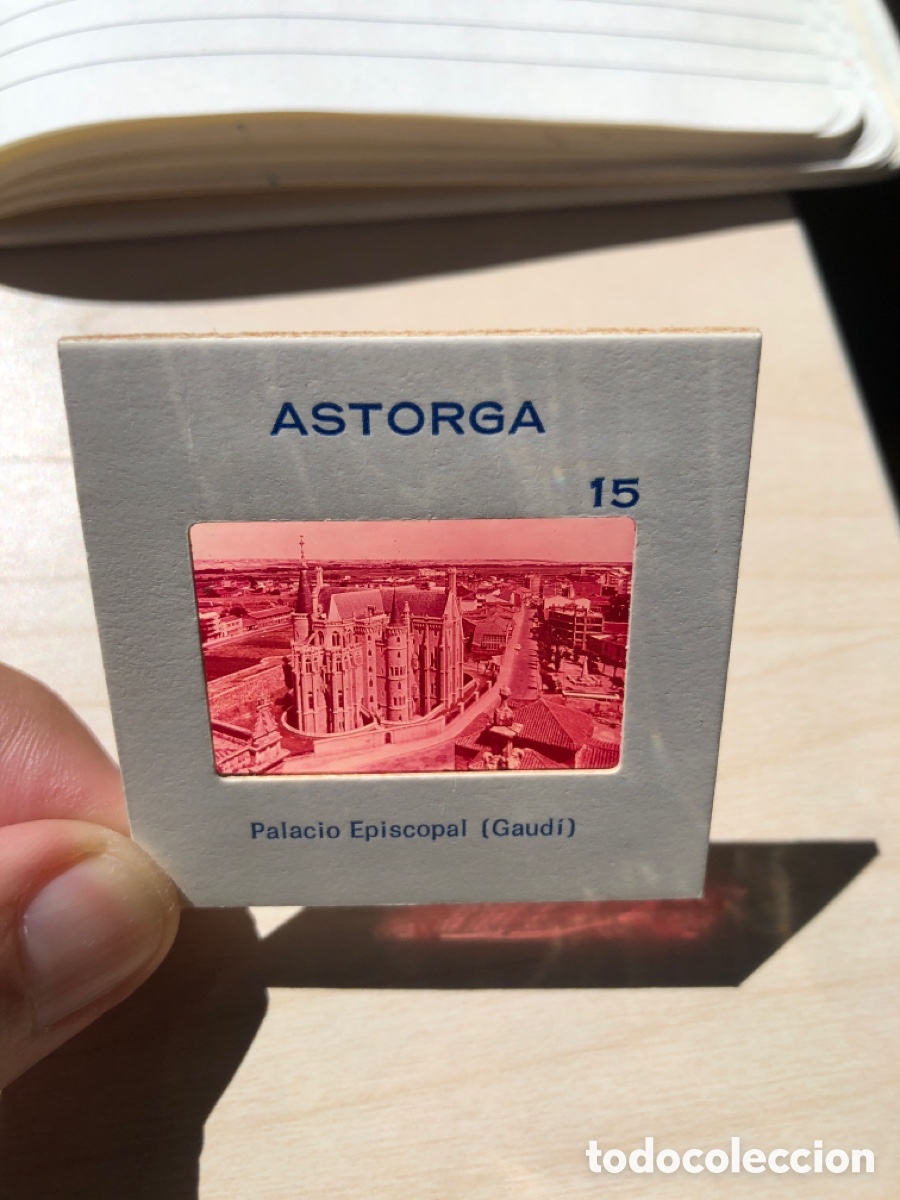 ASTORGA
15
Palacio Episcopal (Gaudí)
todocoleccion